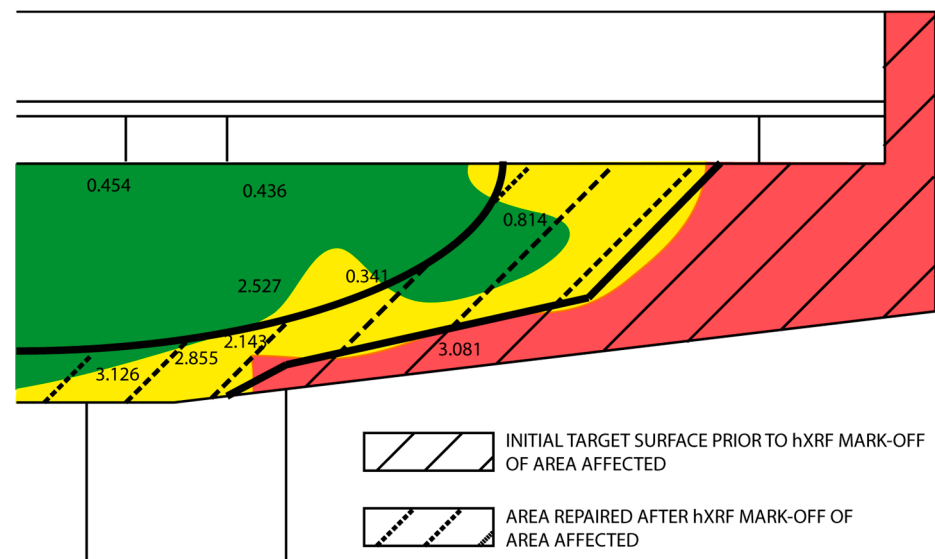 0.454
0.436
0.814
0.341
2.527
2.143
2.855
3.126
3.081
INITIAL TARGET SURFACE PRIOR TO hXRF MARK-OFF
OF AREA AFFECTED
AREA REPAIRED AFTER hXRF MARK-OFF OF
AREA AFFECTED